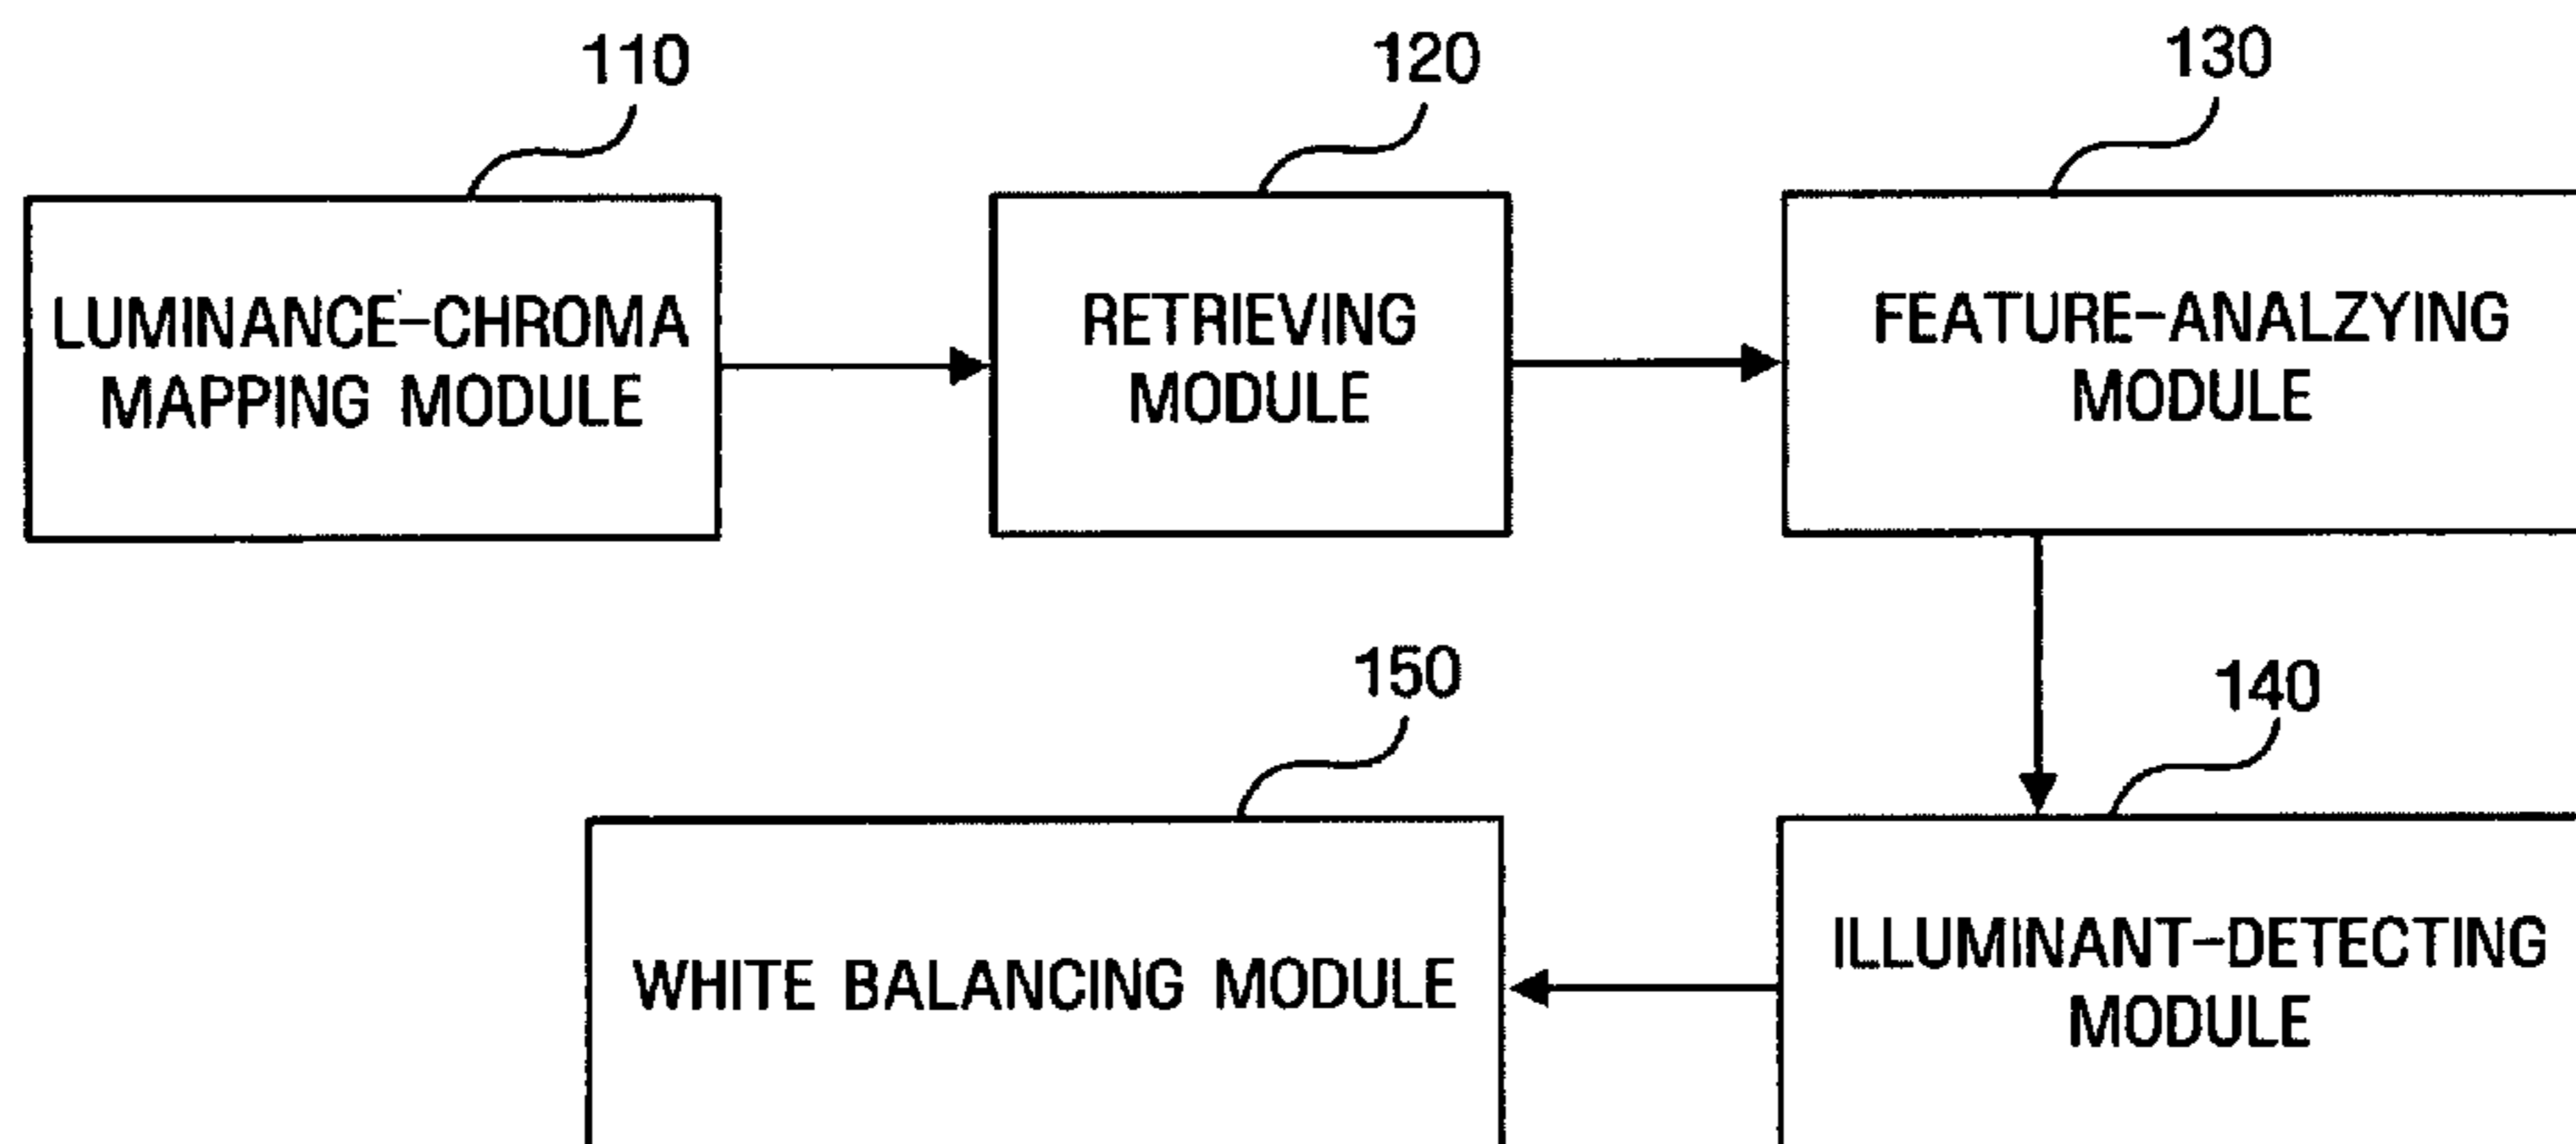 110
120
130
LUMINANCE-CHROMA
MAPPING MODULE
RETRIEVING
MODULE
FEATURE-ANALZYING
MODULE
150
140
WHITE BALANCING MODULE
ILLUMINANT-DETECTING
MODULE